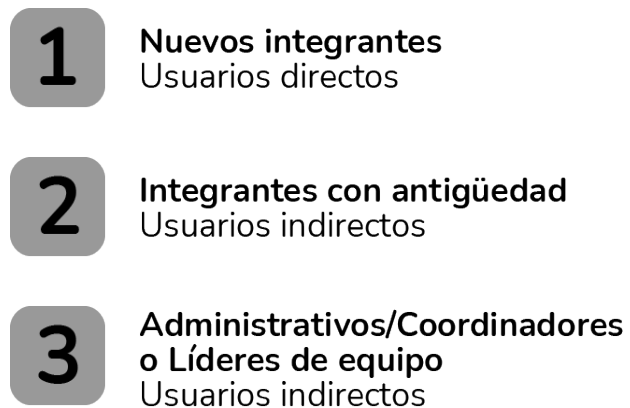 1
Nuevos integrantes
Usuarios directos
2
Integrantes con antigüedad
Usuarios indirectos
3
Administrativos/Coordinadores
o Líderes de equipo
Usuarios indirectos